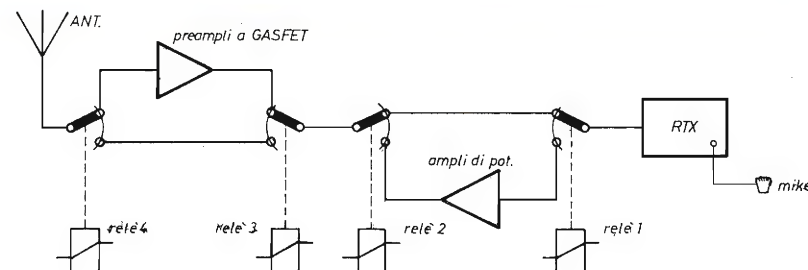 ANT.
preampli a GASFET
RTX
mike
ampli di pot.
relè 4
relè 3
relè 2
relè 1